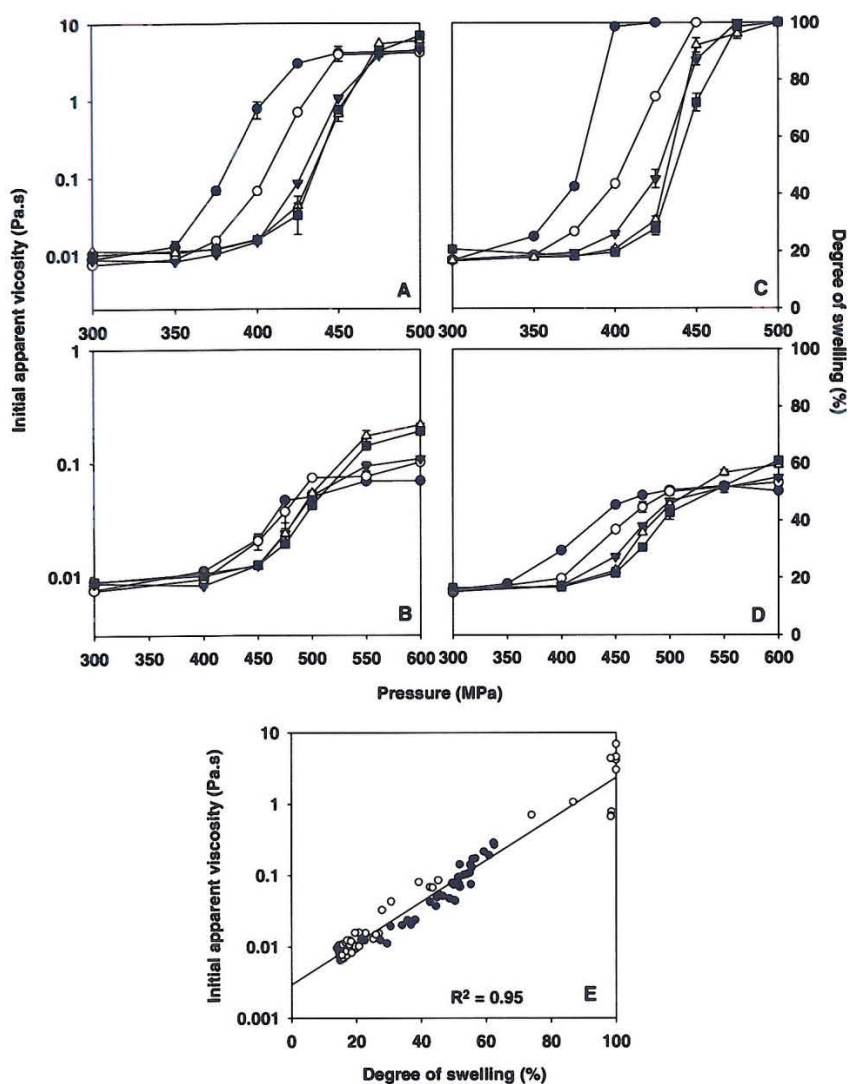 Initial apparent vicosity (Pa.s)
10
1
0.1
0.01
A
300 350 400 450 500
C
300 350 400 450 500
100
80
60
40
20
0
Degree of swelling (%)
1
0.1
0.01
B
300 350 400 450 500 550 600
D
300 350 400 450 500 550 600
100
80
60
40
20
0
Pressure (MPa)
Initial apparent viscosity (Pa.s)
10
1
0.1
0.01
0.001
R² = 0.95
E
0 20 40 60 80 100
Degree of swelling (%)